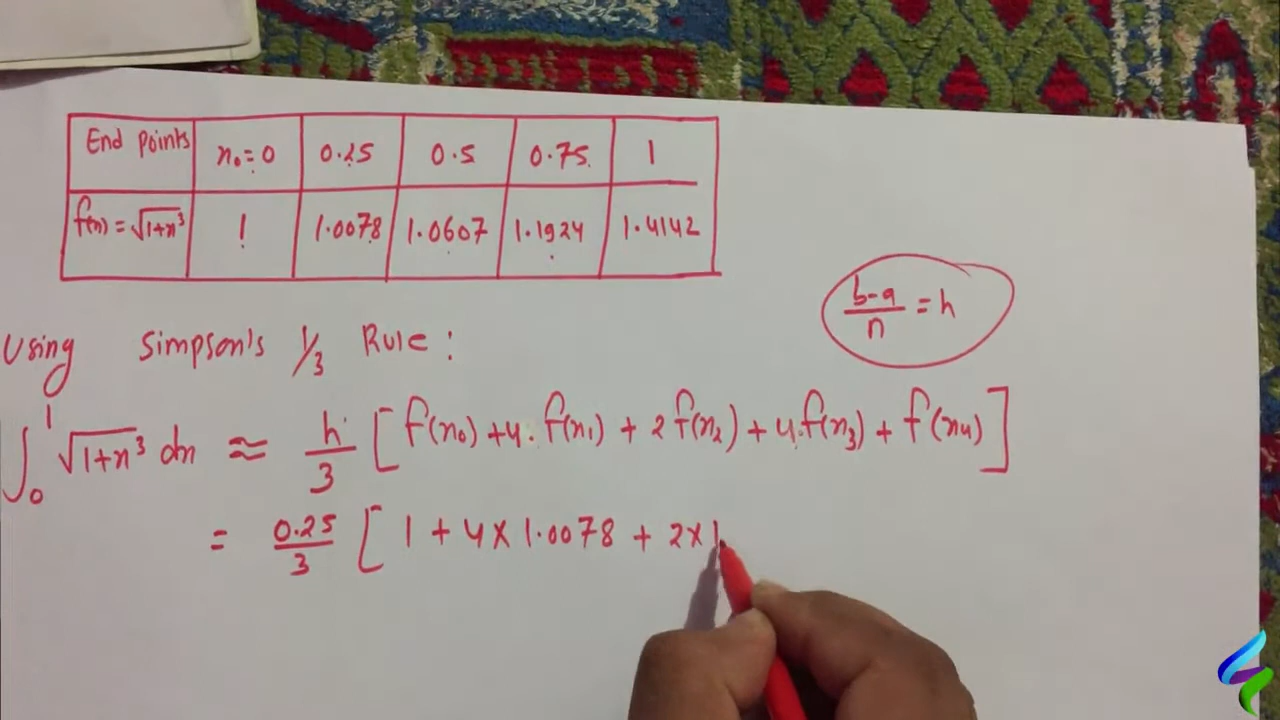 End points x₀=0 0.25 0.5 0.75 1
f(x) = √1+x³ 1 1.0078 1.0607 1.1924 1.4142
b-a/n = h
Using Simpson's 1/3 Rule:
∫₀¹ √1+x³ dx ≈ h/3 [f(x₀) +4. f(x₁) + 2 f(x₂) + 4.f(x₃) + f(x₄)]
= 0.25/3 [ 1 + 4× 1.0078 + 2×1